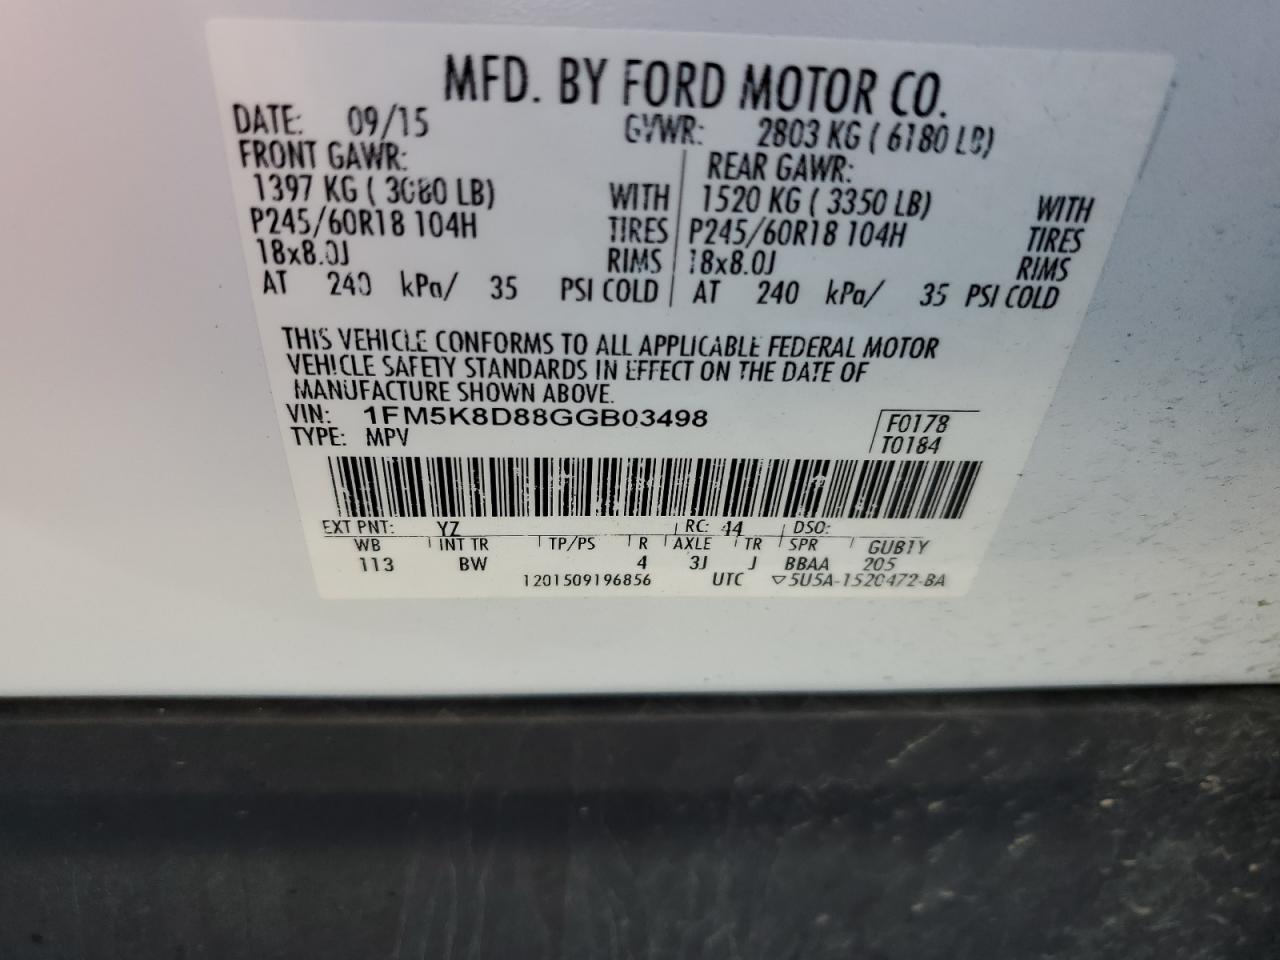 MFD. BY FORD MOTOR CO.
DATE: 09/15 GVWR: 2803 KG ( 6180 LB)
FRONT GAWR: REAR GAWR:
1397 KG ( 3080 LB) WITH 1520 KG ( 3350 LB) WITH
P245/60R18 104H TIRES P245/60R18 104H TIRES
18x8.0J RIMS 18x8.0J RIMS
AT 240 kPa/ 35 PSI COLD AT 240 kPa/ 35 PSI COLD
THIS VEHICLE CONFORMS TO ALL APPLICABLE FEDERAL MOTOR
VEHICLE SAFETY STANDARDS IN EFFECT ON THE DATE OF
MANUFACTURE SHOWN ABOVE.
VIN: 1FM5K8D88GGB03498 F0178
TYPE: MPV T0184
EXT PNT: YZ RC: 44 DSO:
WB INT TR TP/PS R AXLE TR SPR GUB1Y
113 BW 4 3J J BBAA 205
1201509196856 UTC ▽5U5A-1520472-BA